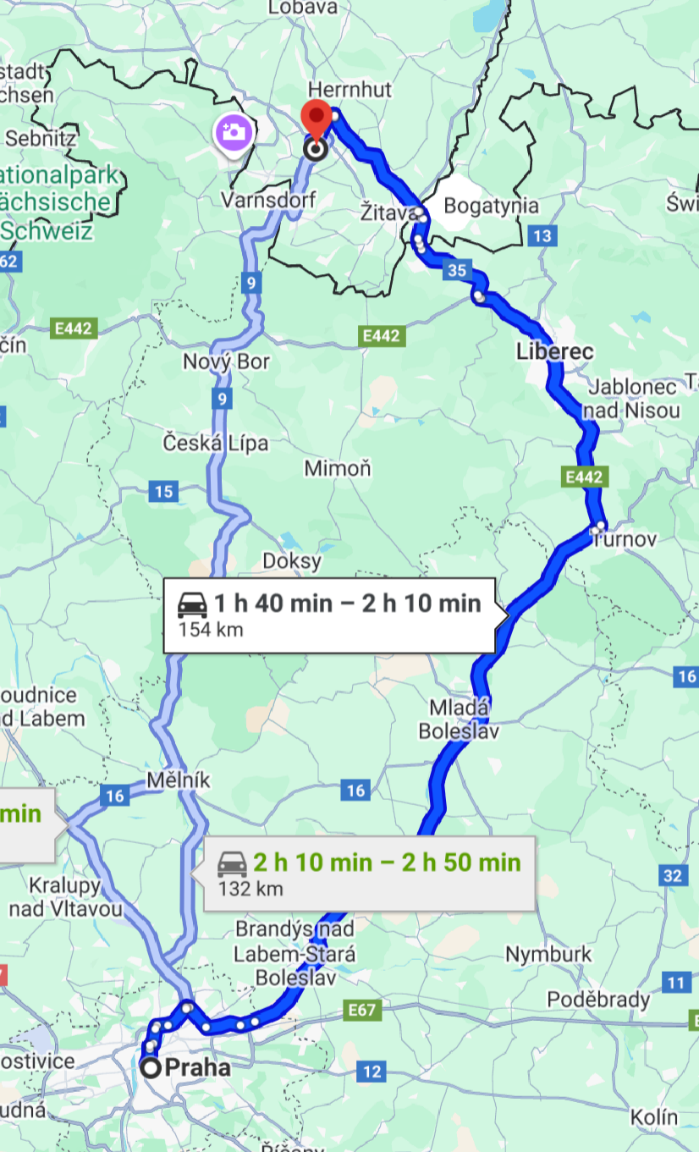 Lobava
stadt
chsen
Herrnhut
Sebnitz
ationalpark
ächsische
Schweiz
Varnsdorf
Žitava
Bogatynia
Świ
62
13
35
9
E442
E442
čín
Liberec
Nový Bor
Jablonec
nad Nisou
9
Česká Lípa
Mimoň
E442
15
Turnov
Doksy
1 h 40 min – 2 h 10 min
154 km
16
oudnice
d Labem
Mladá
Boleslav
Mělník
16
16
min
2 h 10 min – 2 h 50 min
132 km
32
Kralupy
nad Vltavou
Brandýs nad
Labem-Stará
Boleslav
Nymburk
11
Poděbrady
E67
ostivice
Praha
12
udná
Kolín
Říčany